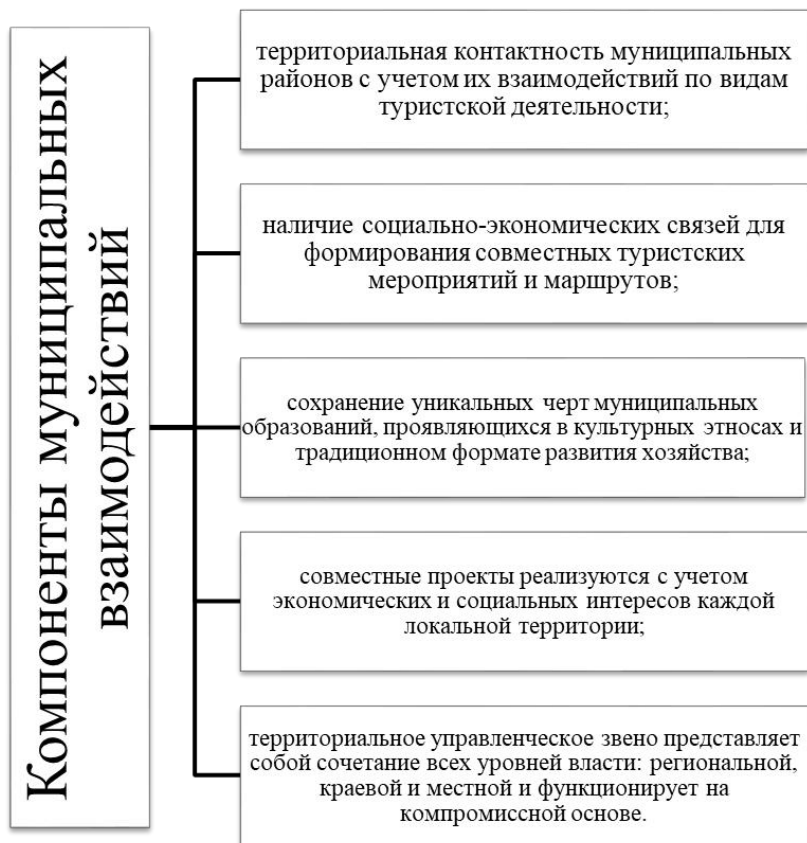 Компоненты муниципальных
взаимодействий
территориальная контактность муниципальных
районов с учетом их взаимодействий по видам
туристской деятельности;
наличие социально-экономических связей для
формирования совместных туристских
мероприятий и маршрутов;
сохранение уникальных черт муниципальных
образований, проявляющихся в культурных этносах и
традиционном формате развития хозяйства;
совместные проекты реализуются с учетом
экономических и социальных интересов каждой
локальной территории;
территориальное управленческое звено представляет
собой сочетание всех уровней власти: региональной,
краевой и местной и функционирует на
компромиссной основе.